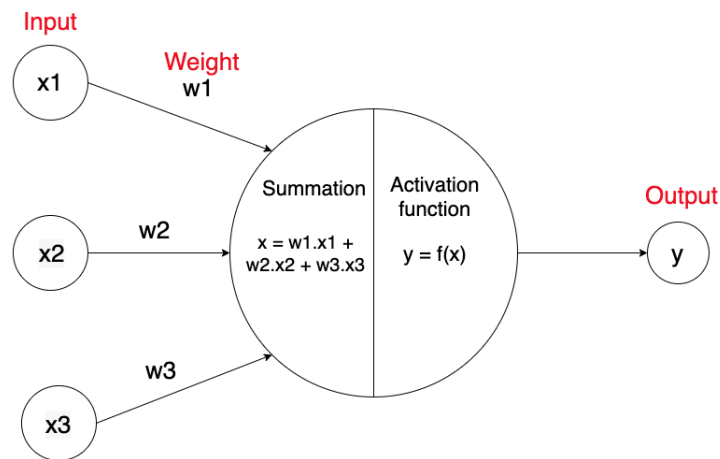 Input
x1
Weight
w1
x2
w2
x3
w3
Summation
x = w1.x1 +
w2.x2 + w3.x3
Activation
function
y = f(x)
Output
y